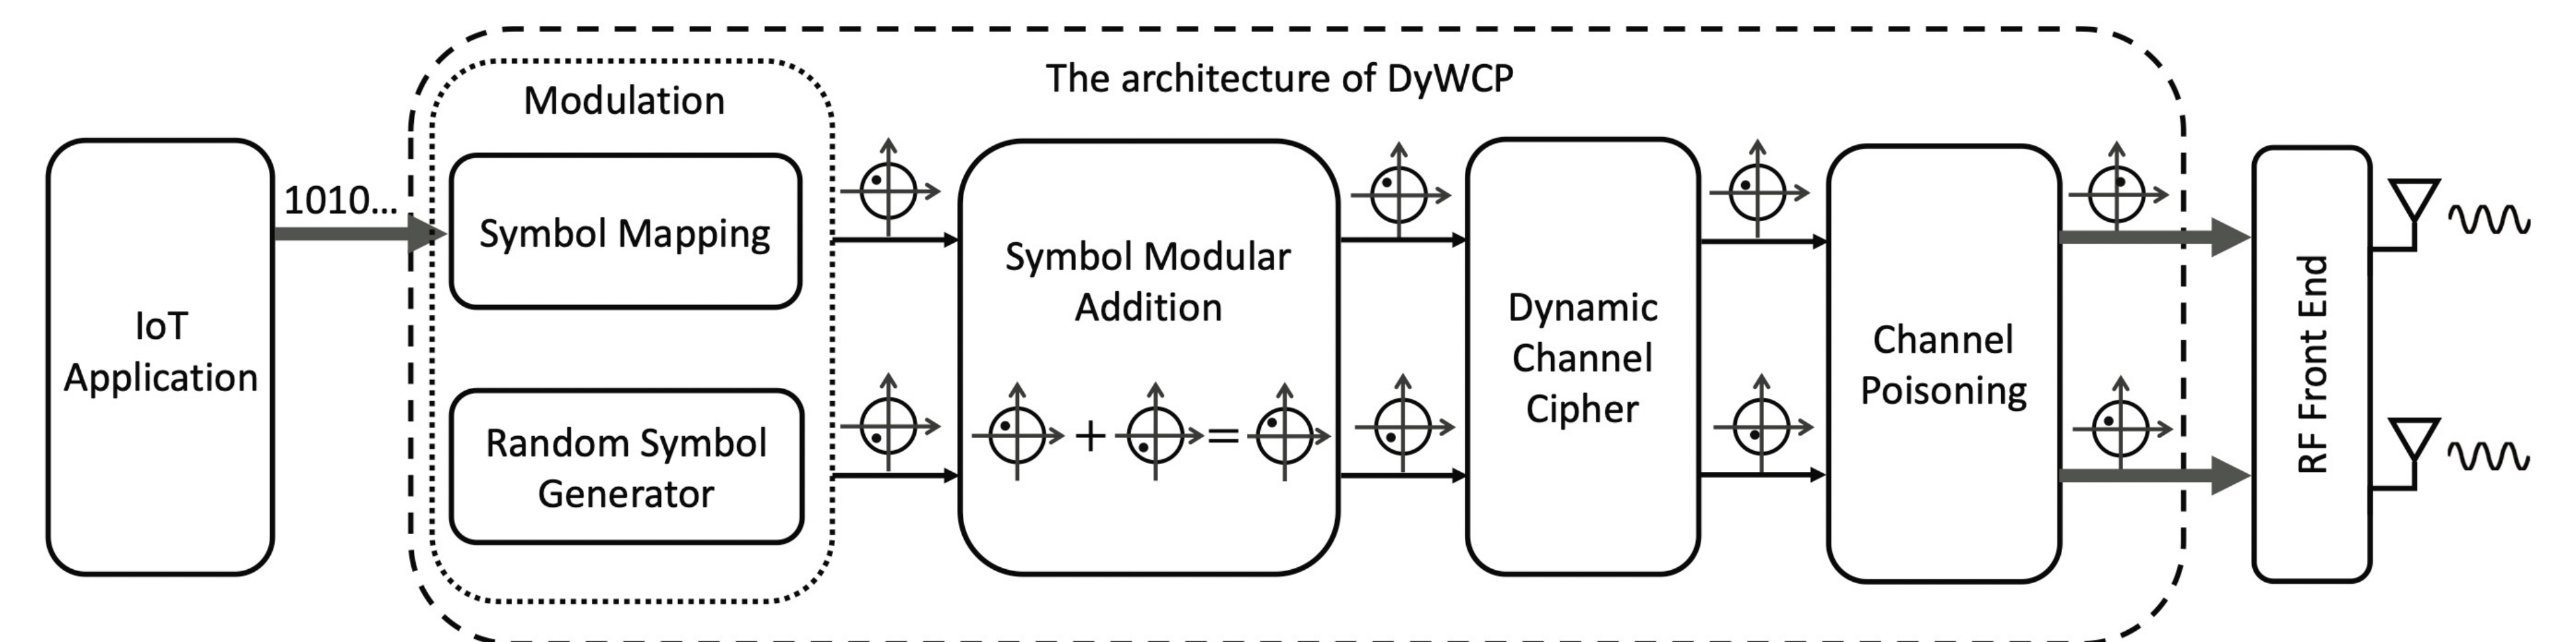 The architecture of DyWCP
Modulation
IoT
Application
1010...
Symbol Mapping
Random Symbol
Generator
Symbol Modular
Addition
+
=
Dynamic
Channel
Cipher
Channel
Poisoning
RF Front End